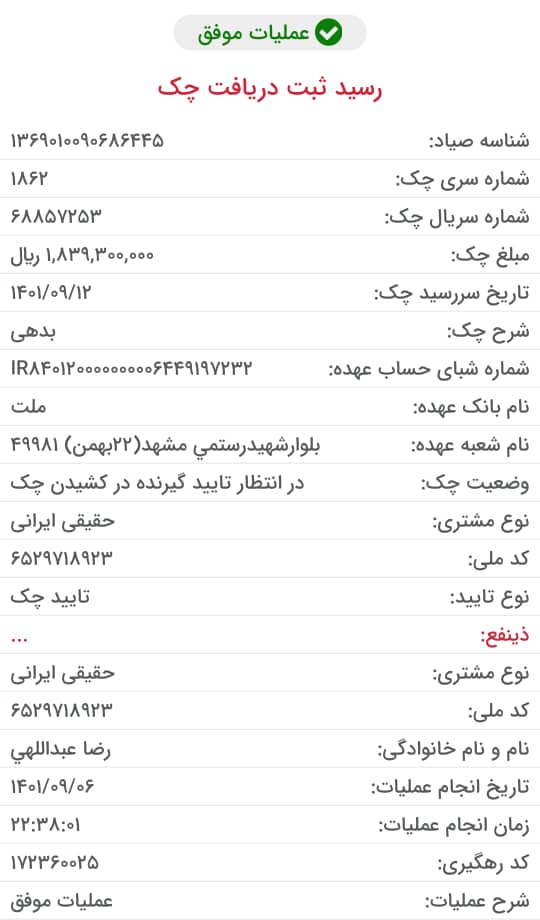 عملیات موفق
رسید ثبت دریافت چک
شناسه صیاد: ۱۳۶۹۰۱۰۰۹۰۶۸۶۴۴۵
شماره سری چک: ۱۸۶۲
شماره سریال چک: ۶۸۸۵۷۲۵۳
مبلغ چک: ۱,۸۳۹,۳۰۰,۰۰۰ ریال
تاریخ سررسید چک: ۱۴۰۱/۰۹/۱۲
شرح چک: بدهی
شماره شبای حساب عهده: IR۸۴۰۱۲۰۰۰۰۰۰۰۰۰۰۶۴۴۹۱۹۷۲۳۲
نام بانک عهده: ملت
نام شعبه عهده: بلوارشهیدرستمي مشهد(۲۲بهمن) ۴۹۹۸۱
وضعیت چک: در انتظار تایید گیرنده در کشیدن چک
نوع مشتری: حقیقی ایرانی
کد ملی: ۶۵۲۹۷۱۸۹۲۳
نوع تایید: تایید چک
ذینفع: ...
نوع مشتری: حقیقی ایرانی
کد ملی: ۶۵۲۹۷۱۸۹۲۳
نام و نام خانوادگی: رضا عبداللهي
تاریخ انجام عملیات: ۱۴۰۱/۰۹/۰۶
زمان انجام عملیات: ۲۲:۳۸:۰۱
کد رهگیری: ۱۷۲۳۶۰۰۲۵
شرح عملیات: عملیات موفق